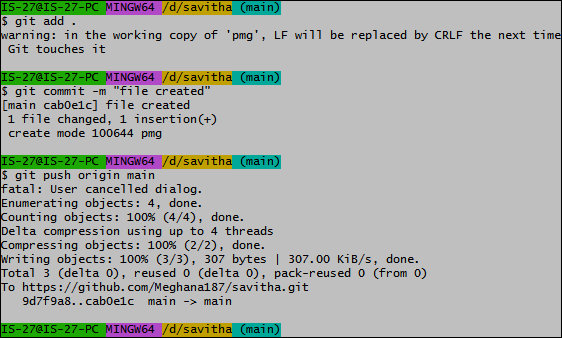 IS-27@IS-27-PC MINGW64 /d/savitha (main)
$ git add .
warning: in the working copy of 'pmg', LF will be replaced by CRLF the next time
 Git touches it
IS-27@IS-27-PC MINGW64 /d/savitha (main)
$ git commit -m "file created"
[main cab0e1c] file created
 1 file changed, 1 insertion(+)
 create mode 100644 pmg
IS-27@IS-27-PC MINGW64 /d/savitha (main)
$ git push origin main
fatal: User cancelled dialog.
Enumerating objects: 4, done.
Counting objects: 100% (4/4), done.
Delta compression using up to 4 threads
Compressing objects: 100% (2/2), done.
Writing objects: 100% (3/3), 307 bytes | 307.00 KiB/s, done.
Total 3 (delta 0), reused 0 (delta 0), pack-reused 0 (from 0)
To https://github.com/Meghana187/savitha.git
   9d7f9a8..cab0e1c  main -> main
IS-27@IS-27-PC MINGW64 /d/savitha (main)